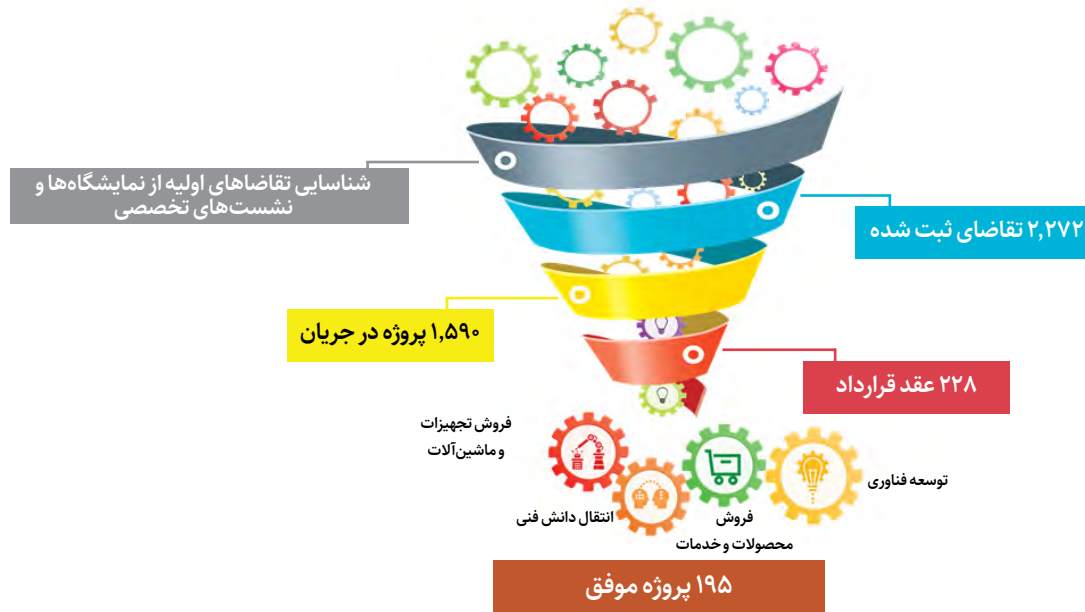 شناسایی تقاضاهای اولیه از نمایشگاه‌ها و
نشست‌های تخصصی
۲,۲۷۲ تقاضای ثبت شده
۱,۵۹۰ پروژه در جریان
۲۲۸ عقد قرارداد
فروش تجهیزات
و ماشین‌آلات
توسعه فناوری
انتقال دانش فنی
فروش
محصولات و خدمات
۱۹۵ پروژه موفق